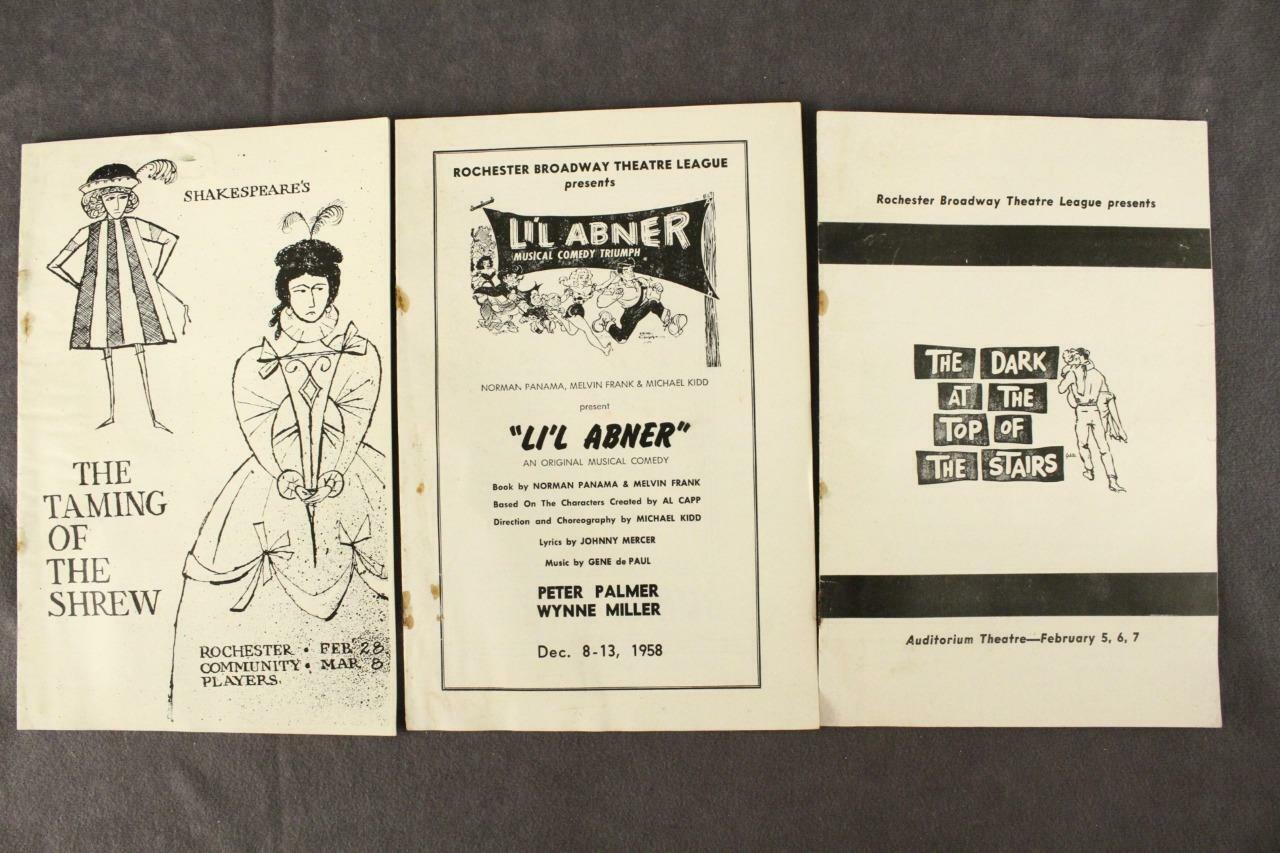 SHAKESPEARE'S
THE
TAMING
OF
THE
SHREW
ROCHESTER • FEB 28
COMMUNITY • MAR 8
PLAYERS.
ROCHESTER BROADWAY THEATRE LEAGUE
presents
LI'L ABNER
MUSICAL COMEDY TRIUMPH
NORMAN PANAMA, MELVIN FRANK & MICHAEL KIDD
present
"LI'L ABNER"
AN ORIGINAL MUSICAL COMEDY
Book by NORMAN PANAMA & MELVIN FRANK
Based On The Characters Created by AL CAPP
Direction and Choreography by MICHAEL KIDD
Lyrics by JOHNNY MERCER
Music by GENE de PAUL
PETER PALMER
WYNNE MILLER
Dec. 8-13, 1958
Rochester Broadway Theatre League presents
THE DARK
AT THE
TOP OF
THE STAIRS
Auditorium Theatre—February 5, 6, 7